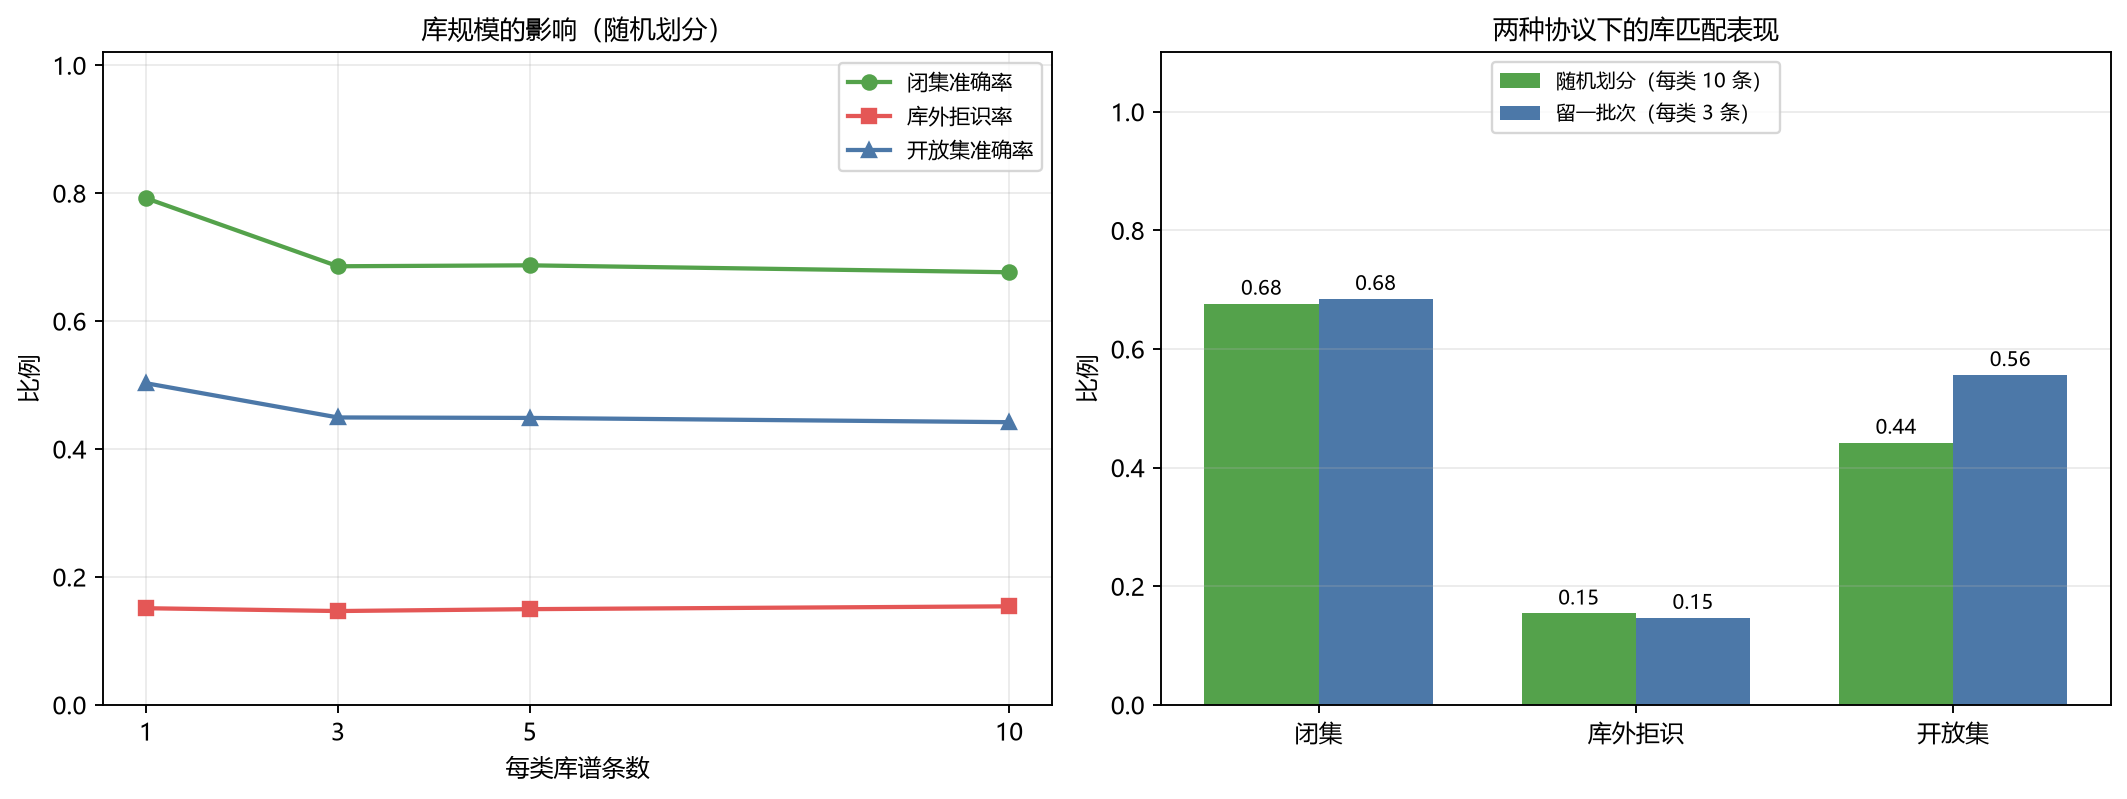 库规模的影响（随机划分）
1.0
0.8
0.6
0.4
0.2
0.0
比例
1
3
5
10
每类库谱条数
闭集准确率
库外拒识率
开放集准确率
两种协议下的库匹配表现
1.0
0.8
0.6
0.4
0.2
0.0
比例
随机划分（每类 10 条）
留一批次（每类 3 条）
0.68
0.68
0.15
0.15
0.44
0.56
闭集
库外拒识
开放集